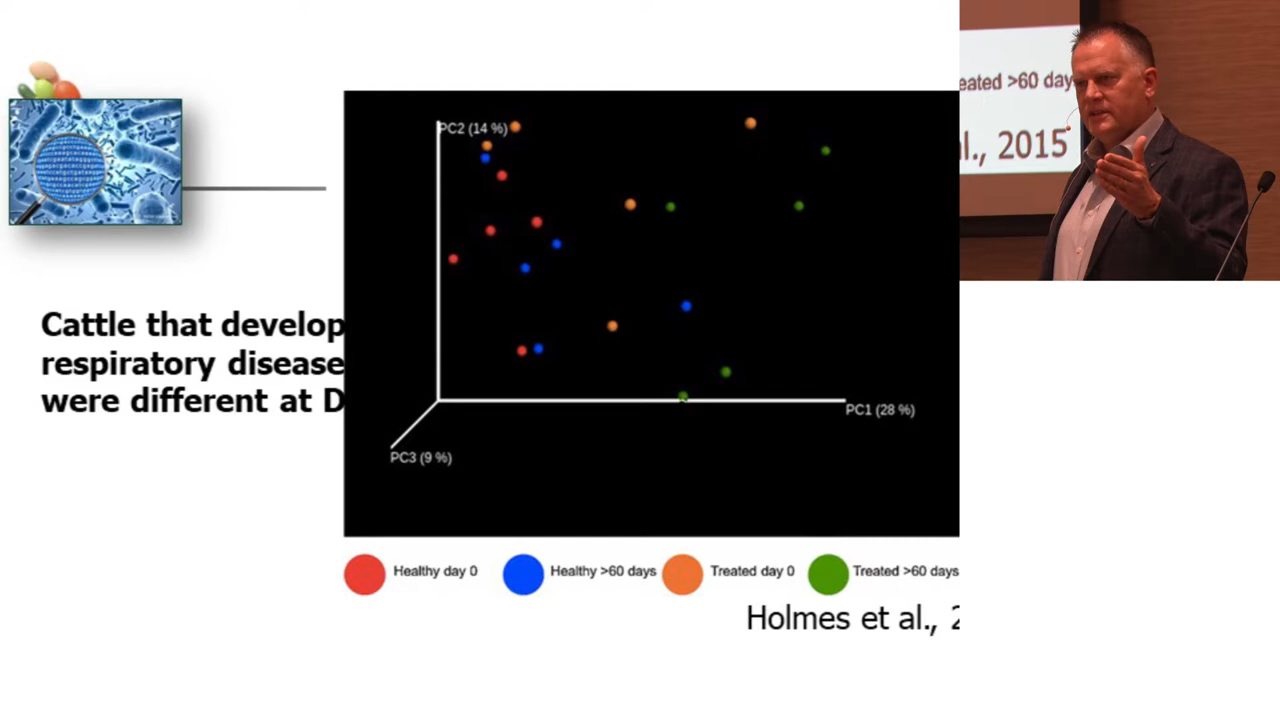 Cattle that develop
respiratory disease
were different at D
PC2 (14 %)
PC1 (28 %)
PC3 (9 %)
Healthy day 0
Healthy >60 days
Treated day 0
Treated >60 days
Holmes et al., 2
eated >60 day
al., 2015